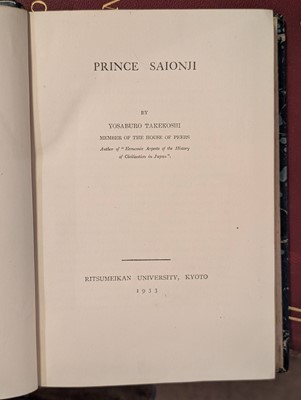 PRINCE SAIONJI
BY
YOSABURO TAKEKOSHI
MEMBER OF THE HOUSE OF PEERS
Author of "Economic Aspects of the History
of Civilization in Japan".
RITSUMEIKAN UNIVERSITY, KYOTO
1933